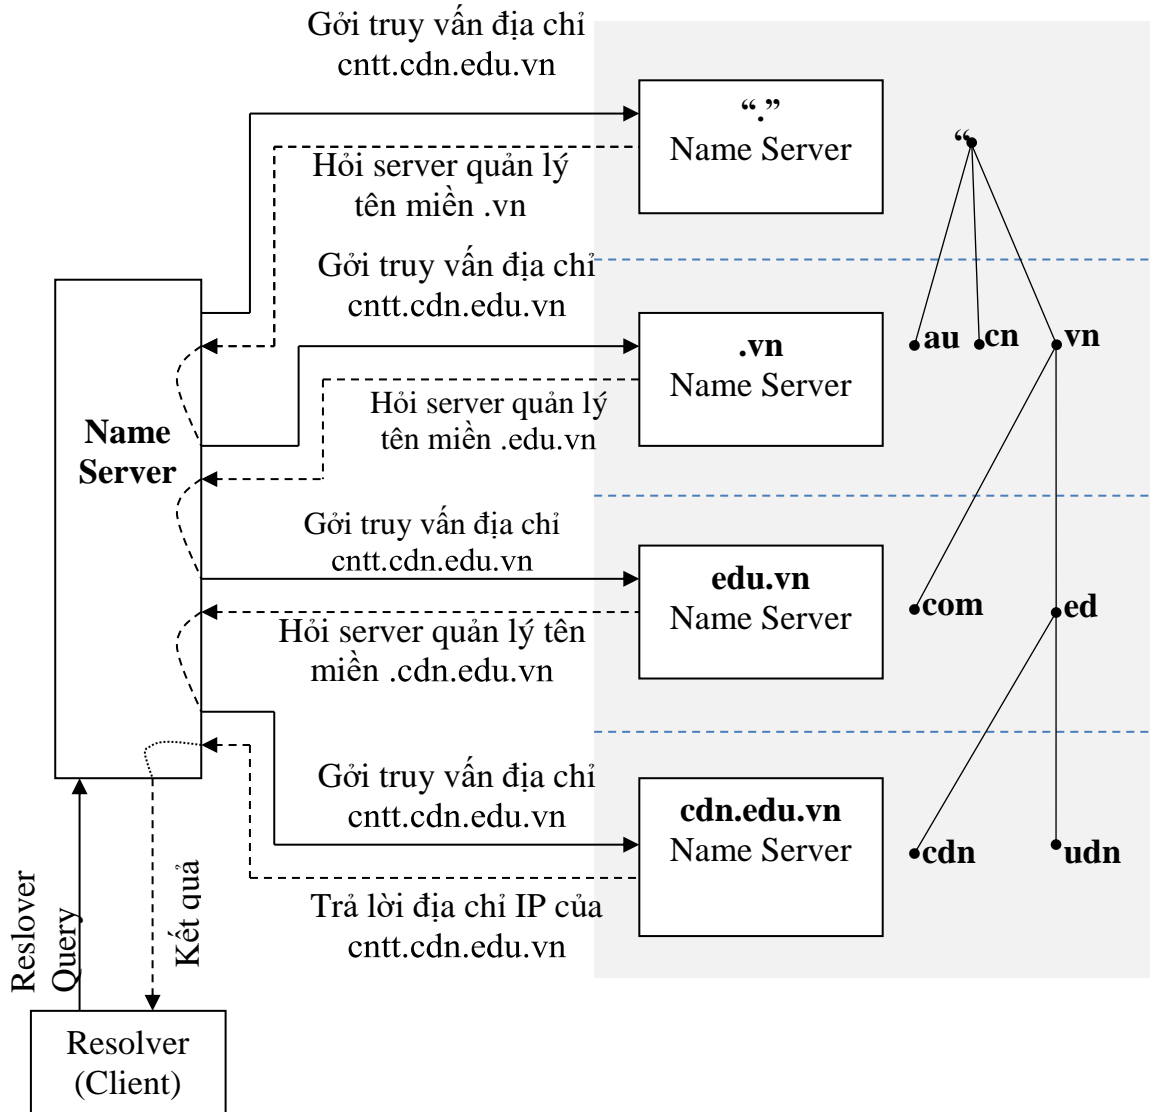 Gởi truy vấn địa chỉ
cntt.cdn.edu.vn
“.”
Name Server
“
Hỏi server quản lý
tên miền .vn
Gởi truy vấn địa chỉ
cntt.cdn.edu.vn
.vn
Name Server
au
cn
vn
Hỏi server quản lý
tên miền .edu.vn
Name
Server
Gởi truy vấn địa chỉ
cntt.cdn.edu.vn
edu.vn
Name Server
com
ed
Hỏi server quản lý tên
miền .cdn.edu.vn
Gởi truy vấn địa chỉ
cntt.cdn.edu.vn
cdn.edu.vn
Name Server
cdn
udn
Trả lời địa chỉ IP của
cntt.cdn.edu.vn
Reslover
Query
Kết quả
Resolver
(Client)